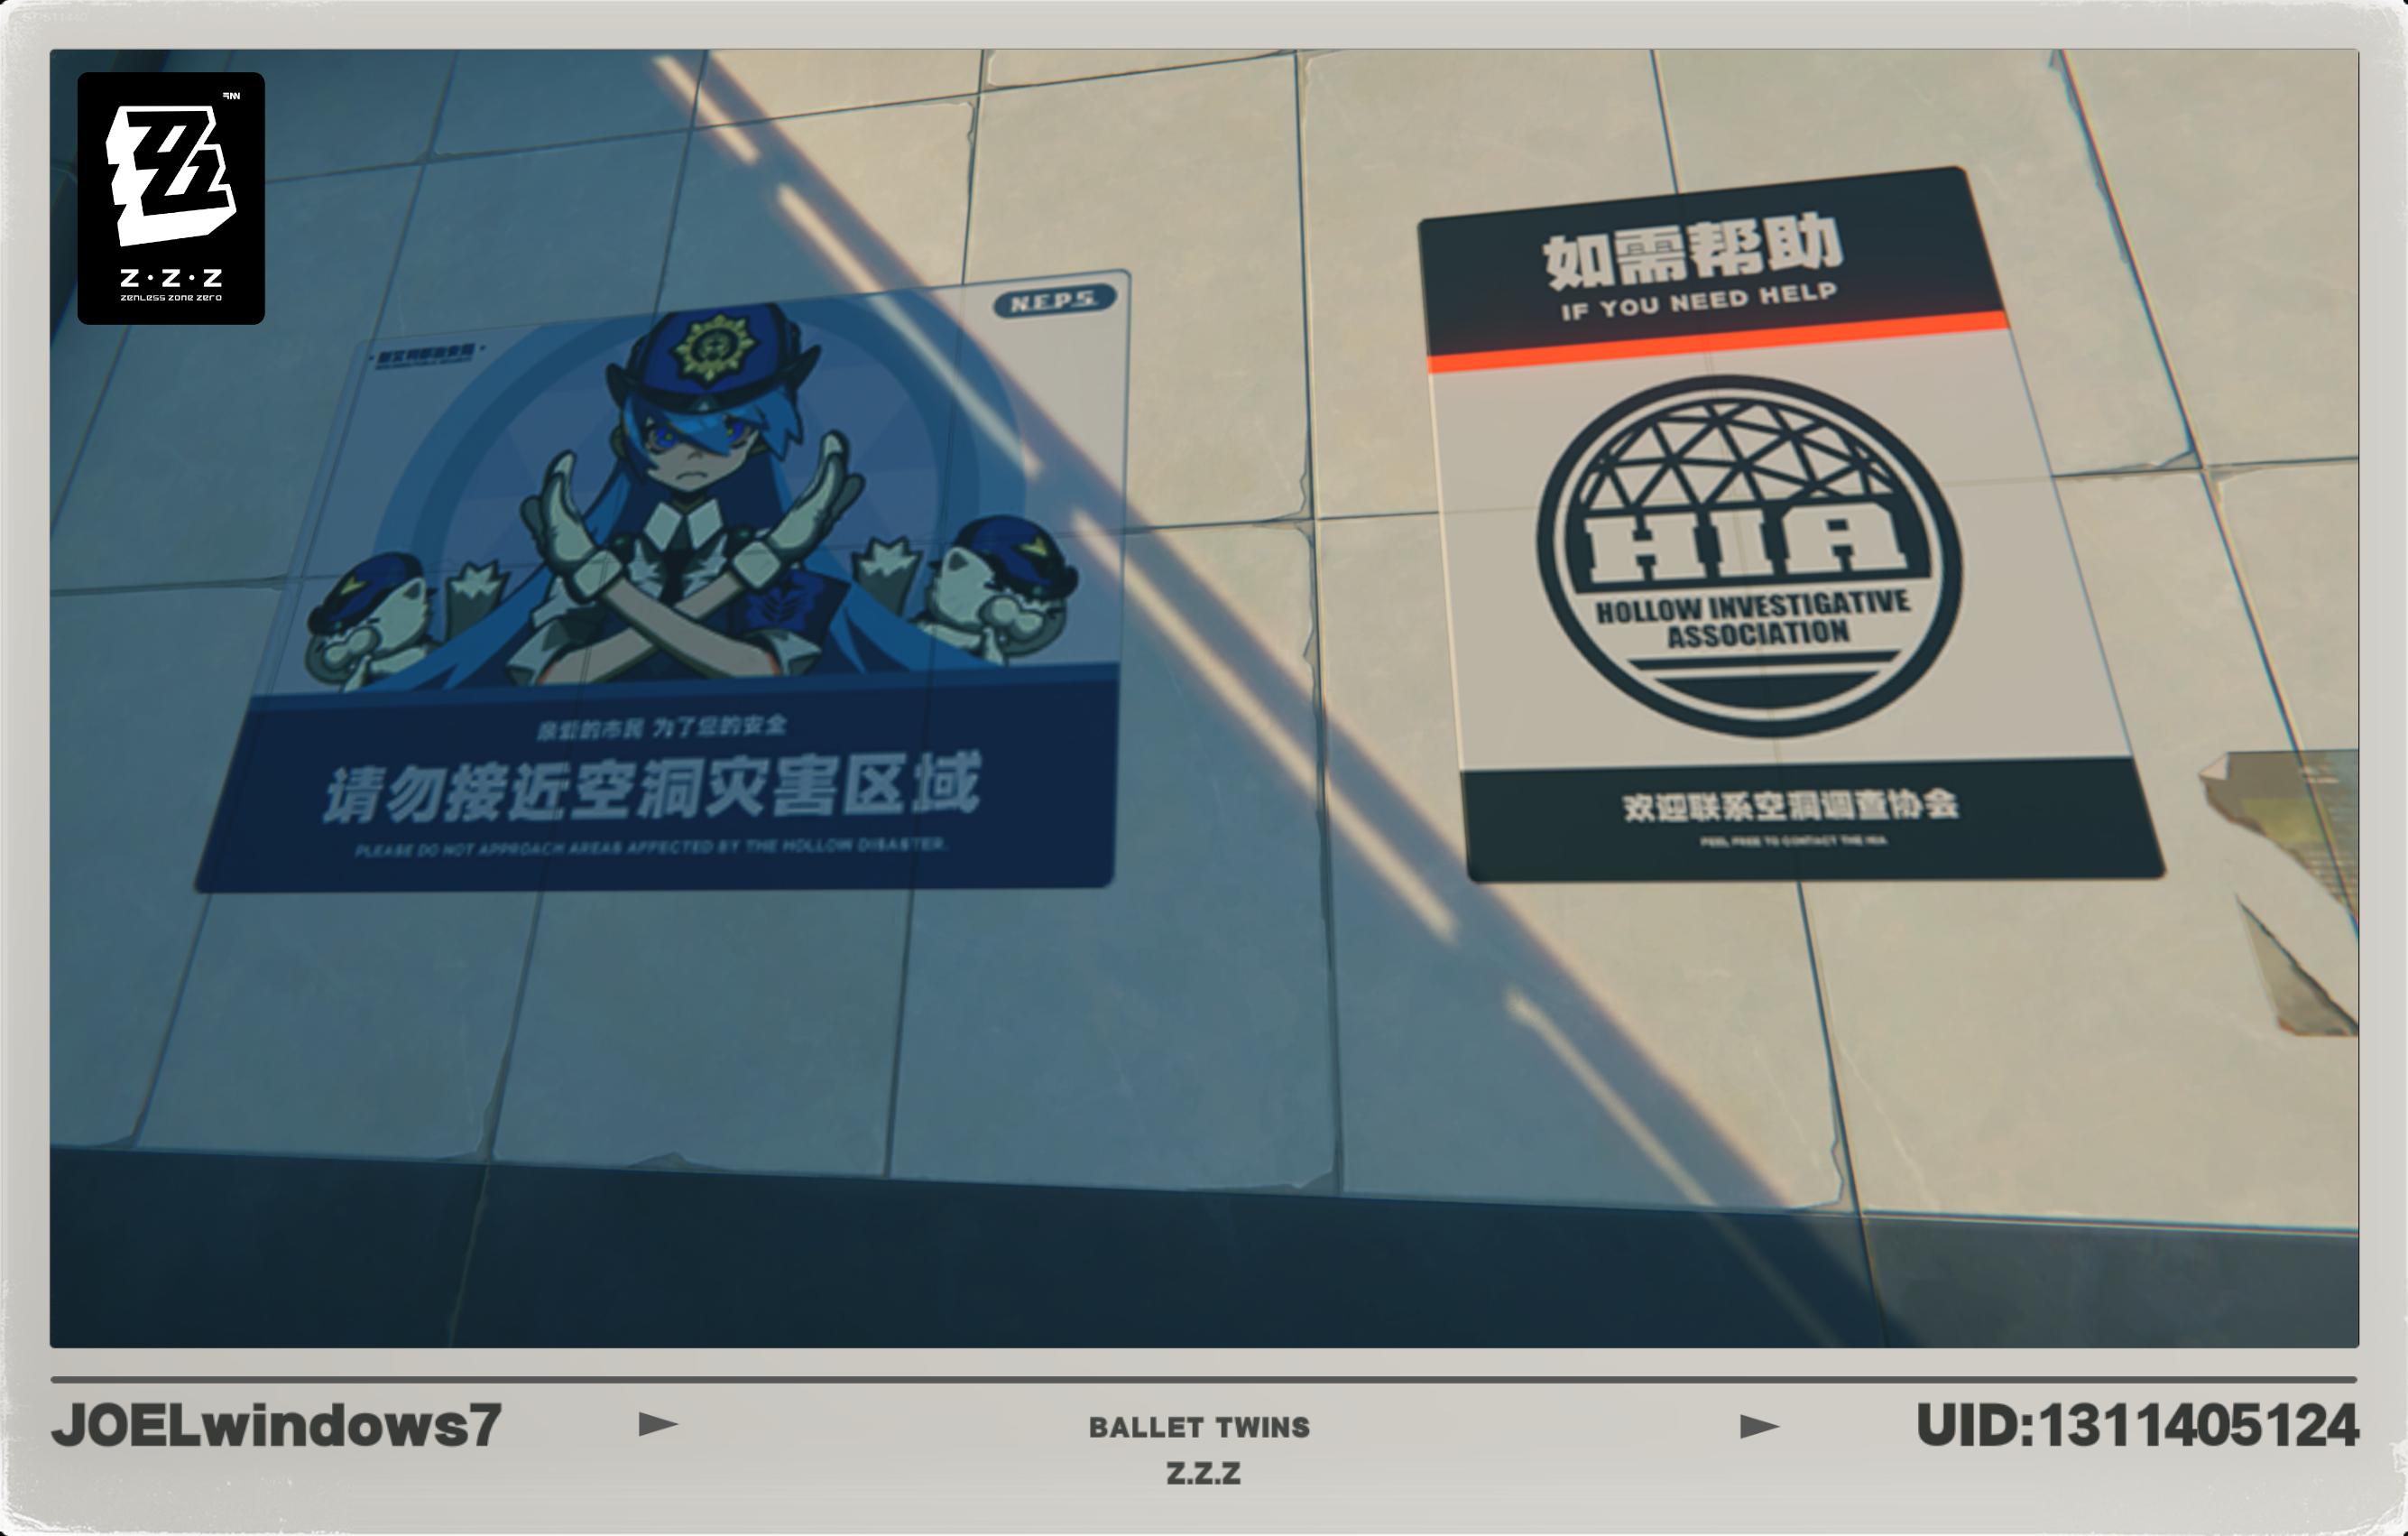 Z·Z·Z
ZENLESS ZONE ZERO
N.E.P.S.
亲爱的市民 为了您的安全
请勿接近空洞灾害区域
PLEASE DO NOT APPROACH AREAS AFFECTED BY THE HOLLOW DISASTER.
如需帮助
IF YOU NEED HELP
HIA
HOLLOW INVESTIGATIVE
ASSOCIATION
欢迎联系空洞调查协会
FEEL FREE TO CONTACT THE HIA
JOELwindows7
BALLET TWINS
Z.Z.Z
UID:1311405124